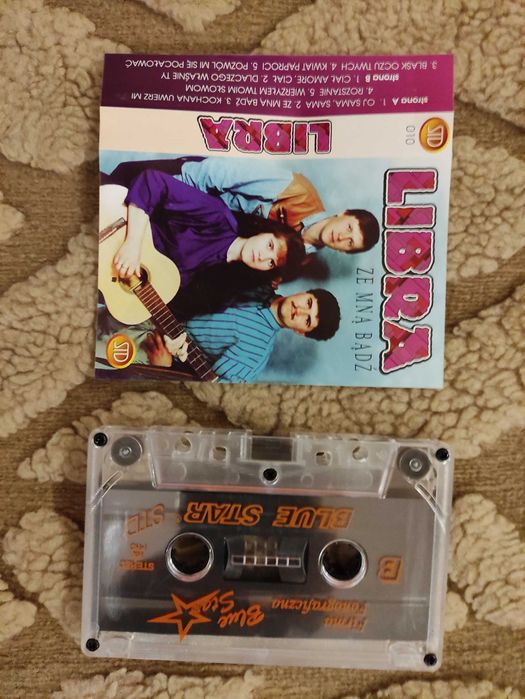 strona A 1. OJ SAMA, SAMA 2. ZE MNĄ BĄDŹ 3. KOCHANA UWIERZ MI
4. ROZSTANIE 5. WIERZYŁEM TWOIM SŁOWOM
strona B 1. CIAŁ AMORE, CIAŁ 2. DLACZEGO WŁAŚNIE TY
3. BLASK OCZU TWYCH 4. KWIAT PAPROCI 5. POZWÓL MI SIĘ POCAŁOWAĆ
STD
010
LIBRA
LIBRA
ZE MNĄ BĄDŹ
STD
BLUE STAR
STD
B
STEREO
Firma
Fonograficzna
Blue
Star